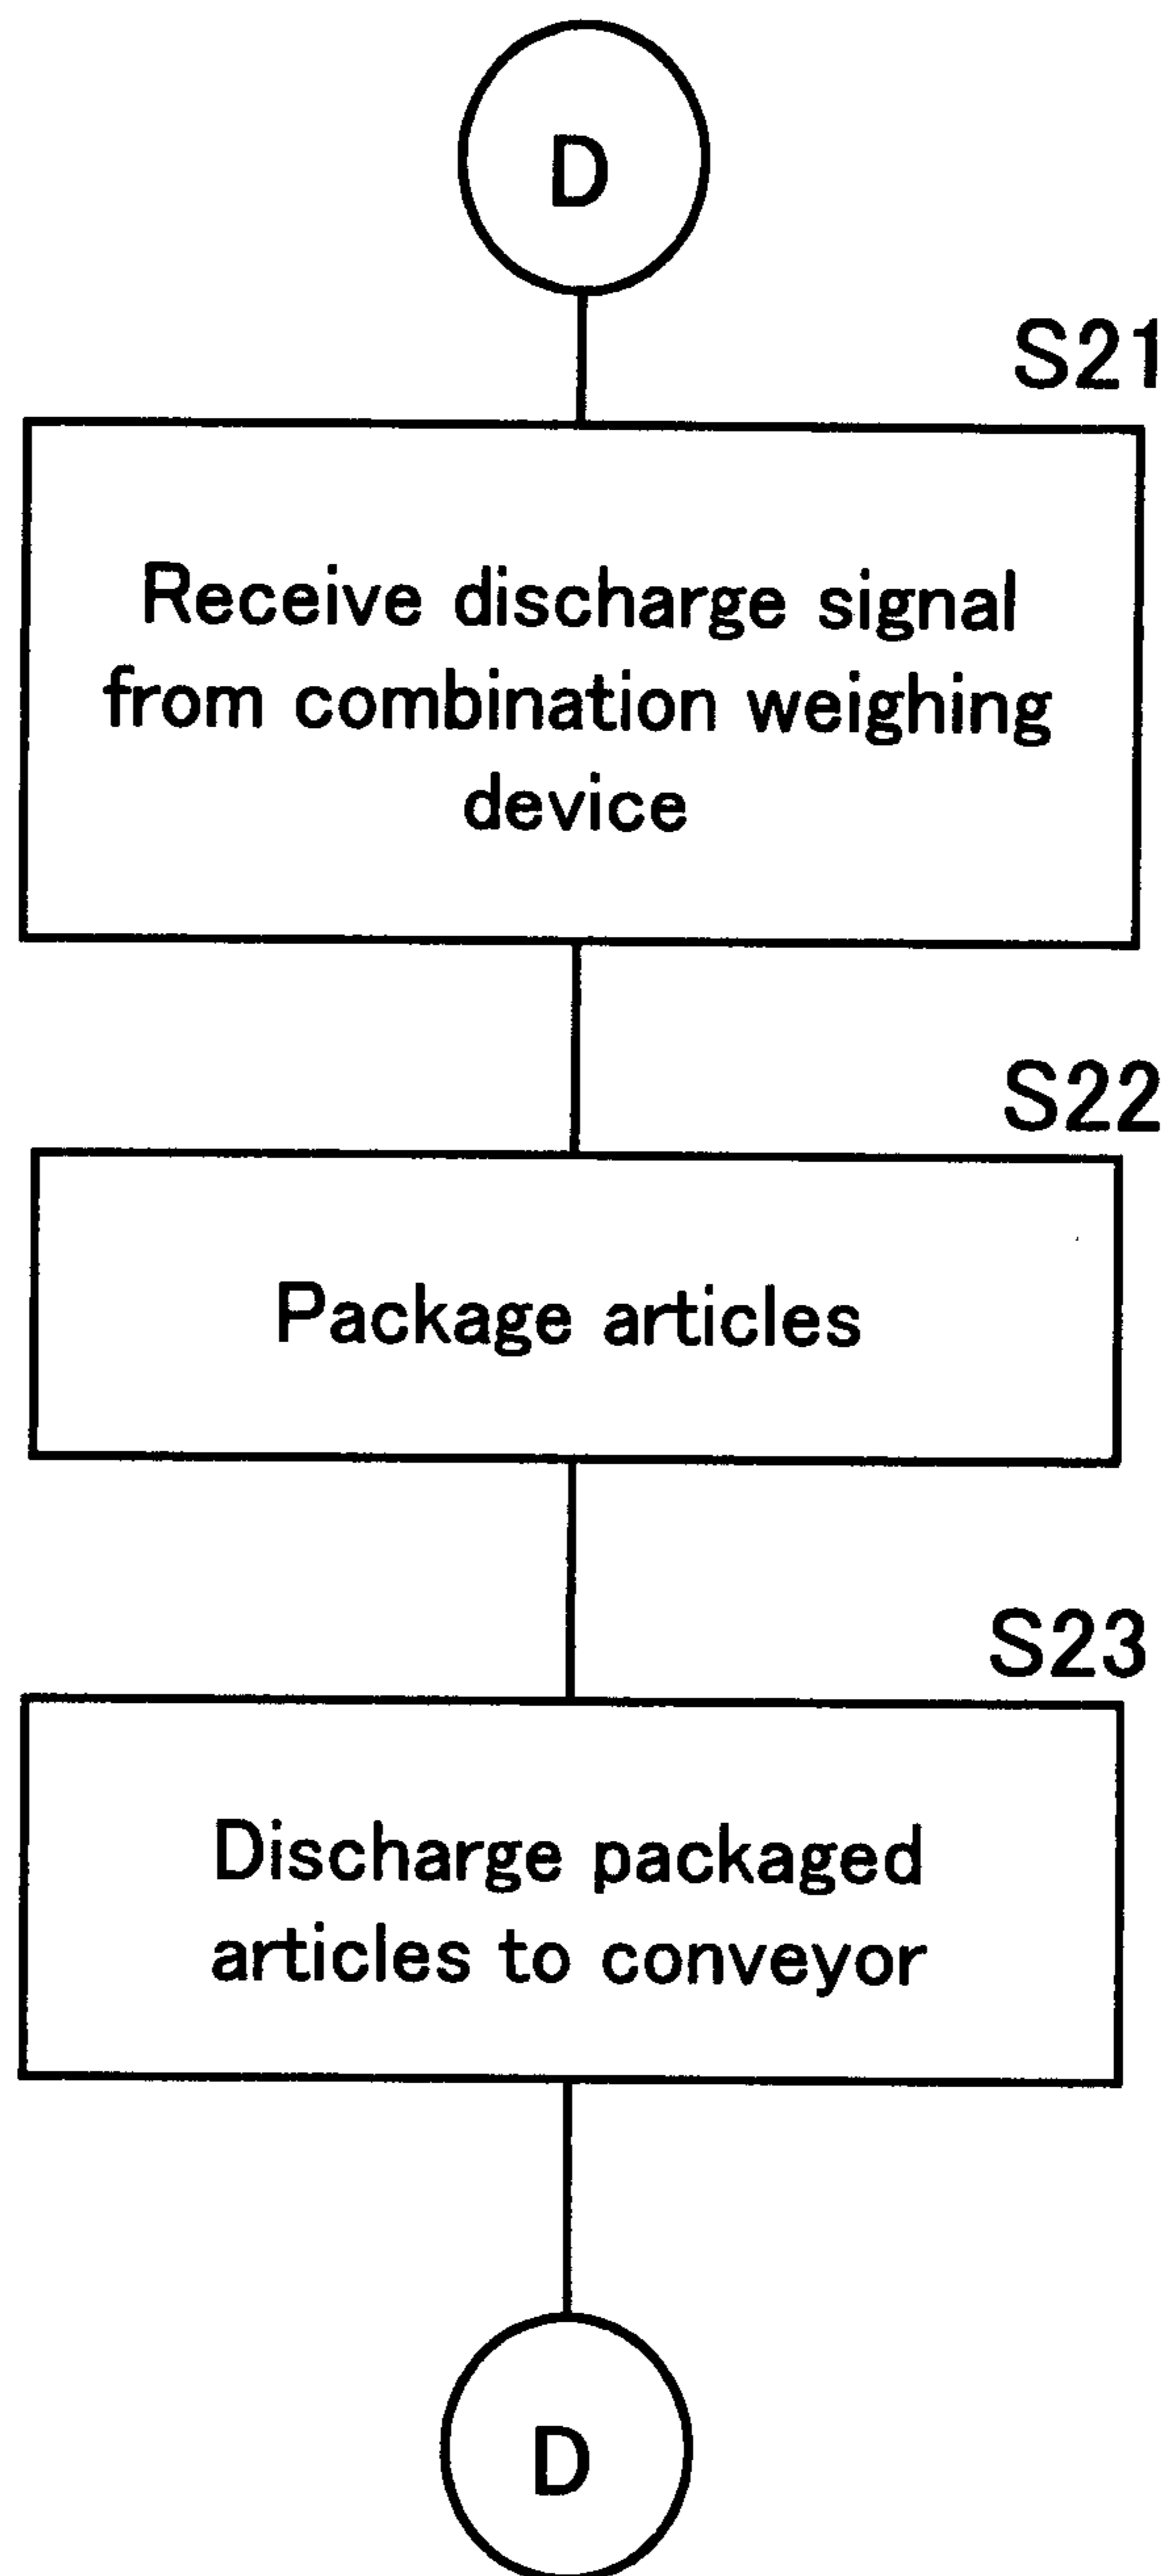 D
S21
Receive discharge signal
from combination weighing
device
S22
Package articles
S23
Discharge packaged
articles to conveyor
D